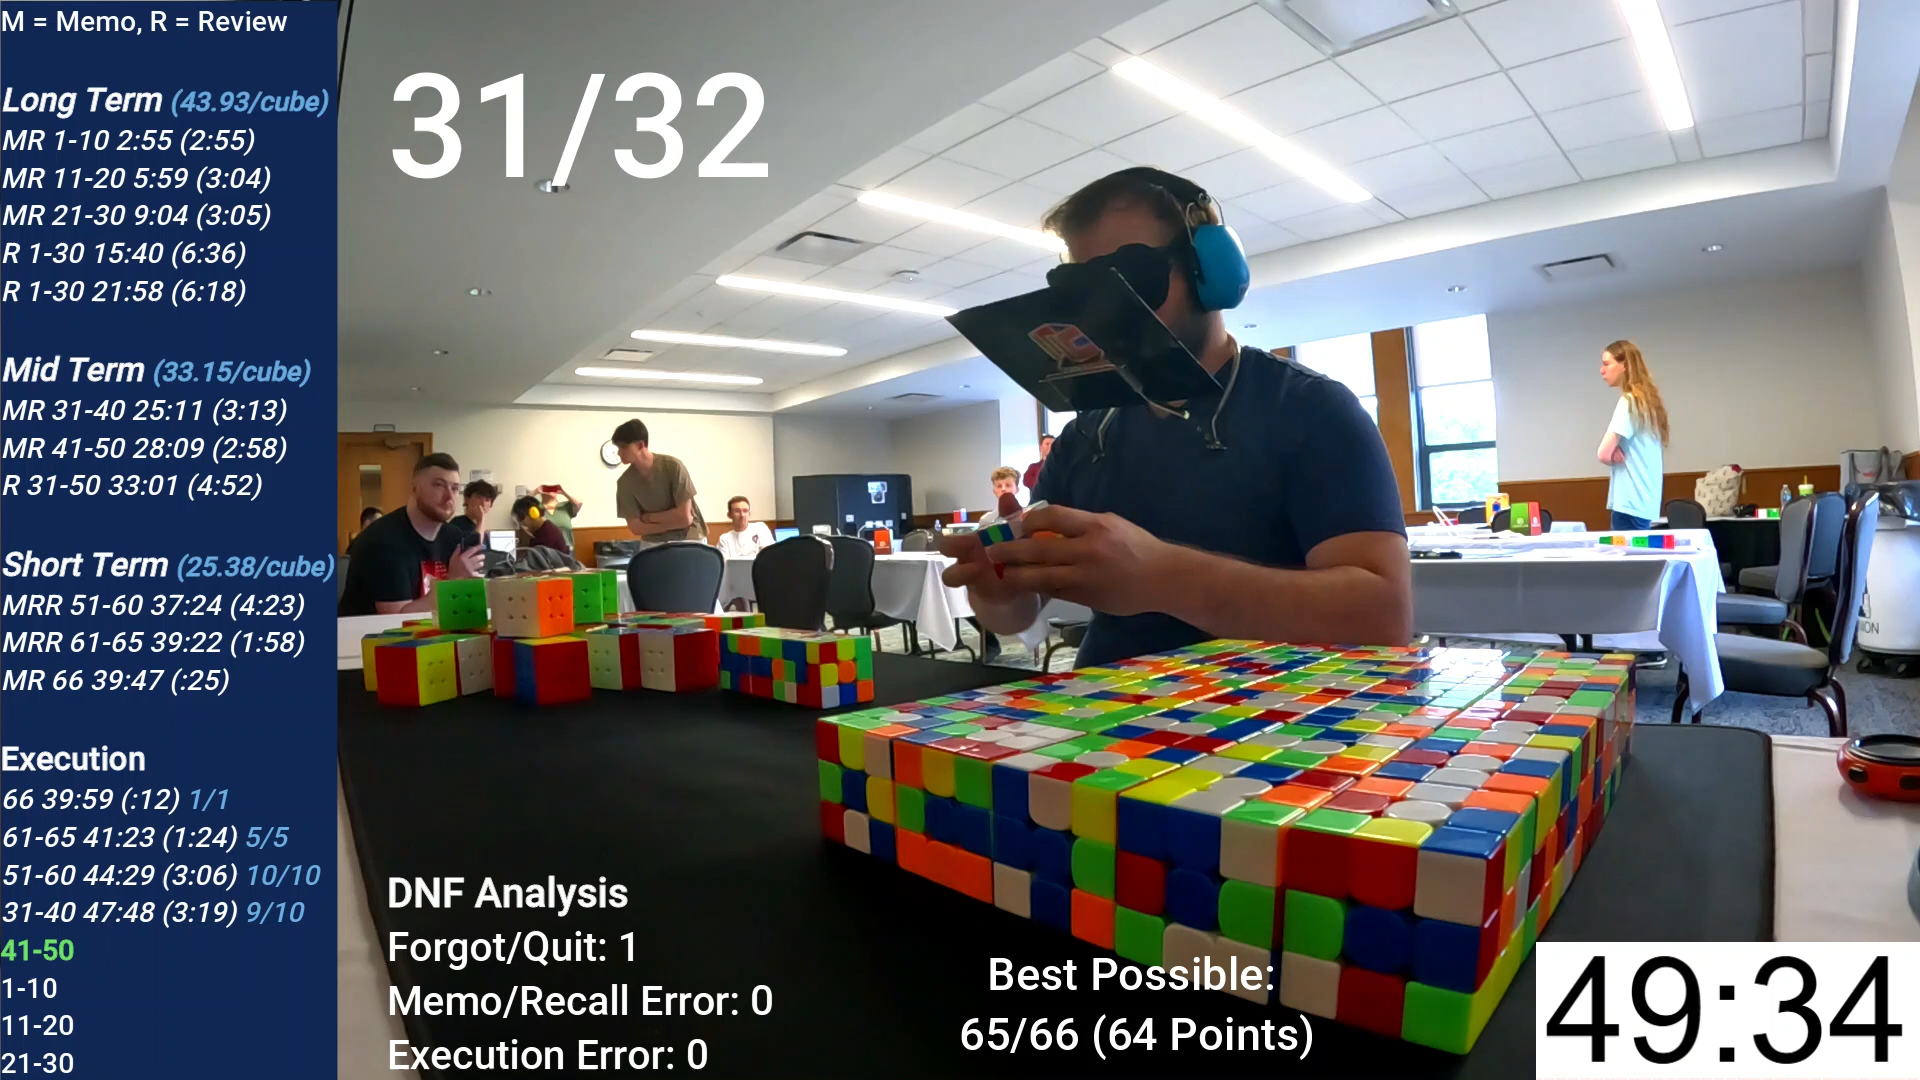 M = Memo, R = Review
Long Term (43.93/cube)
MR 1-10 2:55 (2:55)
MR 11-20 5:59 (3:04)
MR 21-30 9:04 (3:05)
R 1-30 15:40 (6:36)
R 1-30 21:58 (6:18)
Mid Term (33.15/cube)
MR 31-40 25:11 (3:13)
MR 41-50 28:09 (2:58)
R 31-50 33:01 (4:52)
Short Term (25.38/cube)
MRR 51-60 37:24 (4:23)
MRR 61-65 39:22 (1:58)
MR 66 39:47 (:25)
Execution
66 39:59 (:12) 1/1
61-65 41:23 (1:24) 5/5
51-60 44:29 (3:06) 10/10
31-40 47:48 (3:19) 9/10
41-50
1-10
11-20
21-30
31/32
DNF Analysis
Forgot/Quit: 1
Memo/Recall Error: 0
Execution Error: 0
Best Possible:
65/66 (64 Points)
49:34